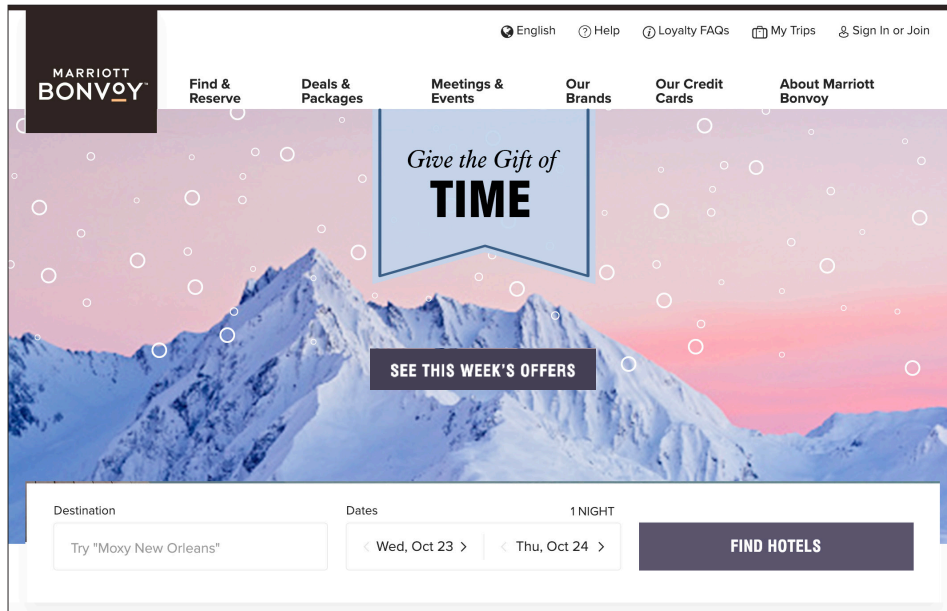 English
Help
Loyalty FAQs
My Trips
Sign In or Join
MARRIOTT
BONVOY™
Find &
Reserve
Deals &
Packages
Meetings &
Events
Our
Brands
Our Credit
Cards
About Marriott
Bonvoy
Give the Gift of
TIME
SEE THIS WEEK'S OFFERS
Destination
Dates
1 NIGHT
Try "Moxy New Orleans"
Wed, Oct 23
Thu, Oct 24
FIND HOTELS